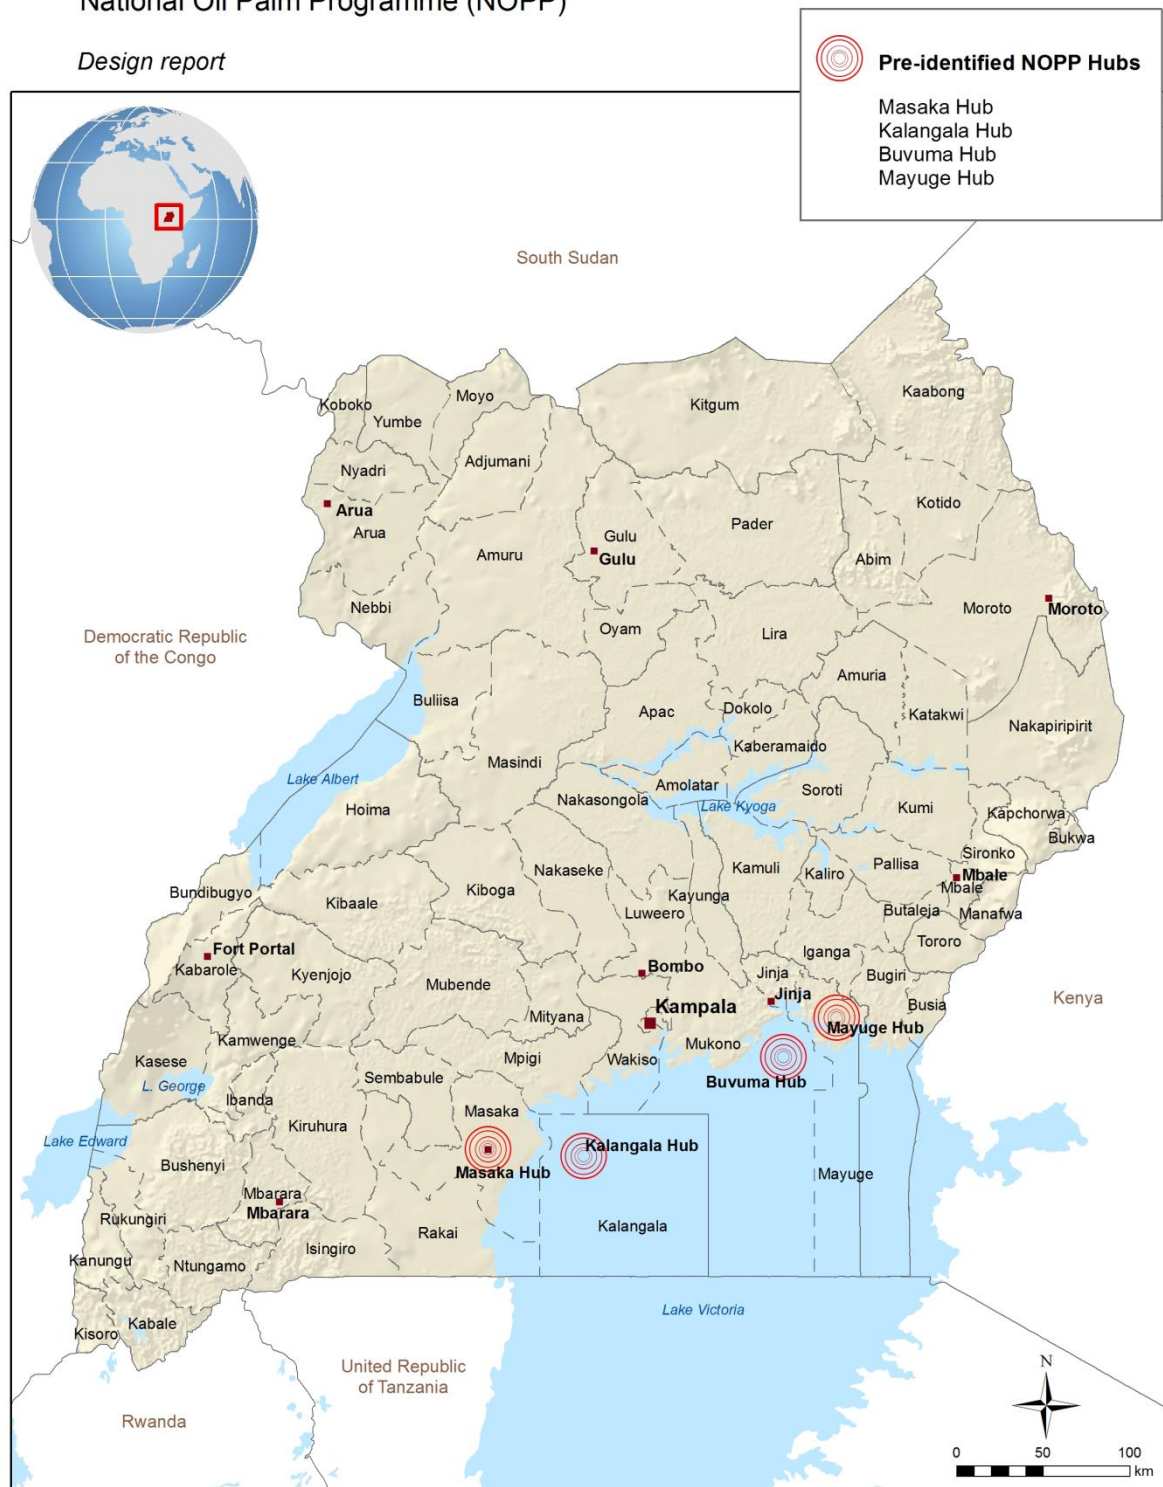 National Oil Palm Programme (NOPP)
Design report
Pre-identified NOPP Hubs
Masaka Hub
Kalangala Hub
Buvuma Hub
Mayuge Hub
South Sudan
Kaabong
Koboko
Moyo
Kitgum
Yumbe
Adjumani
Nyadri
Kotido
Arua
Arua
Pader
Gulu
Gulu
Amuru
Abim
Nebbi
Moroto
Moroto
Oyam
Lira
Democratic Republic
of the Congo
Amuria
Buliisa
Apac
Dokolo
Katakwi
Nakapiripirit
Kaberamaido
Masindi
Lake Albert
Amolatar
Soroti
Nakasongola
Lake Kyoga
Kumi
Hoima
Kapchorwa
Bukwa
Sironko
Pallisa
Nakaseke
Kamuli
Kaliro
Mbale
Mbale
Bundibugyo
Kiboga
Kayunga
Kibaale
Luweero
Butaleja
Manafwa
Tororo
Fort Portal
Kabarole
Iganga
Kyenjojo
Bombo
Jinja
Bugiri
Mubende
Jinja
Kampala
Busia
Kenya
Mityana
Mayuge Hub
Kamwenge
Mukono
Kasese
Mpigi
Wakiso
Sembabule
Buvuma Hub
L. George
Ibanda
Masaka
Kiruhura
Lake Edward
Kalangala Hub
Bushenyi
Masaka Hub
Mayuge
Mbarara
Mbarara
Rukungiri
Kalangala
Rakai
Isingiro
Kanungu
Ntungamo
Lake Victoria
Kabale
Kisoro
United Republic
of Tanzania
Rwanda
N
0 50 100
km